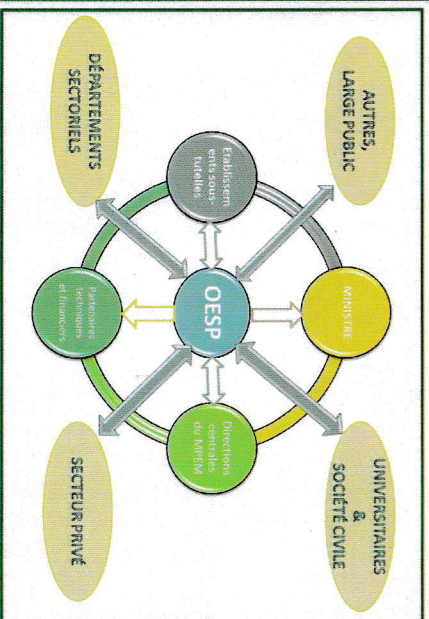 AUTRES,
LARGE PUBLIC
MINISTRE
UNIVERSITAIRES
&
SOCIÉTÉ CIVILE
Etablissem
ents sous-
tutelles
OESP
Directions
centrales
du MPEM
DÉPARTEMENTS
SECTORIELS
Partenaires
techniques
et financiers
SECTEUR PRIVÉ